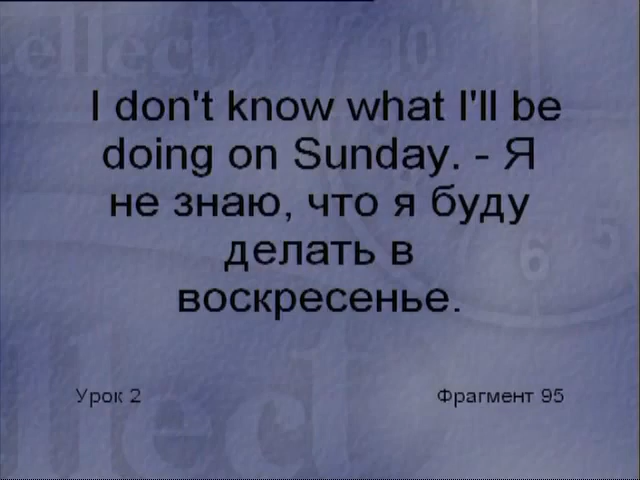 I don't know what I'll be
doing on Sunday. - Я
не знаю, что я буду
делать в
воскресенье.
Урок 2
Фрагмент 95